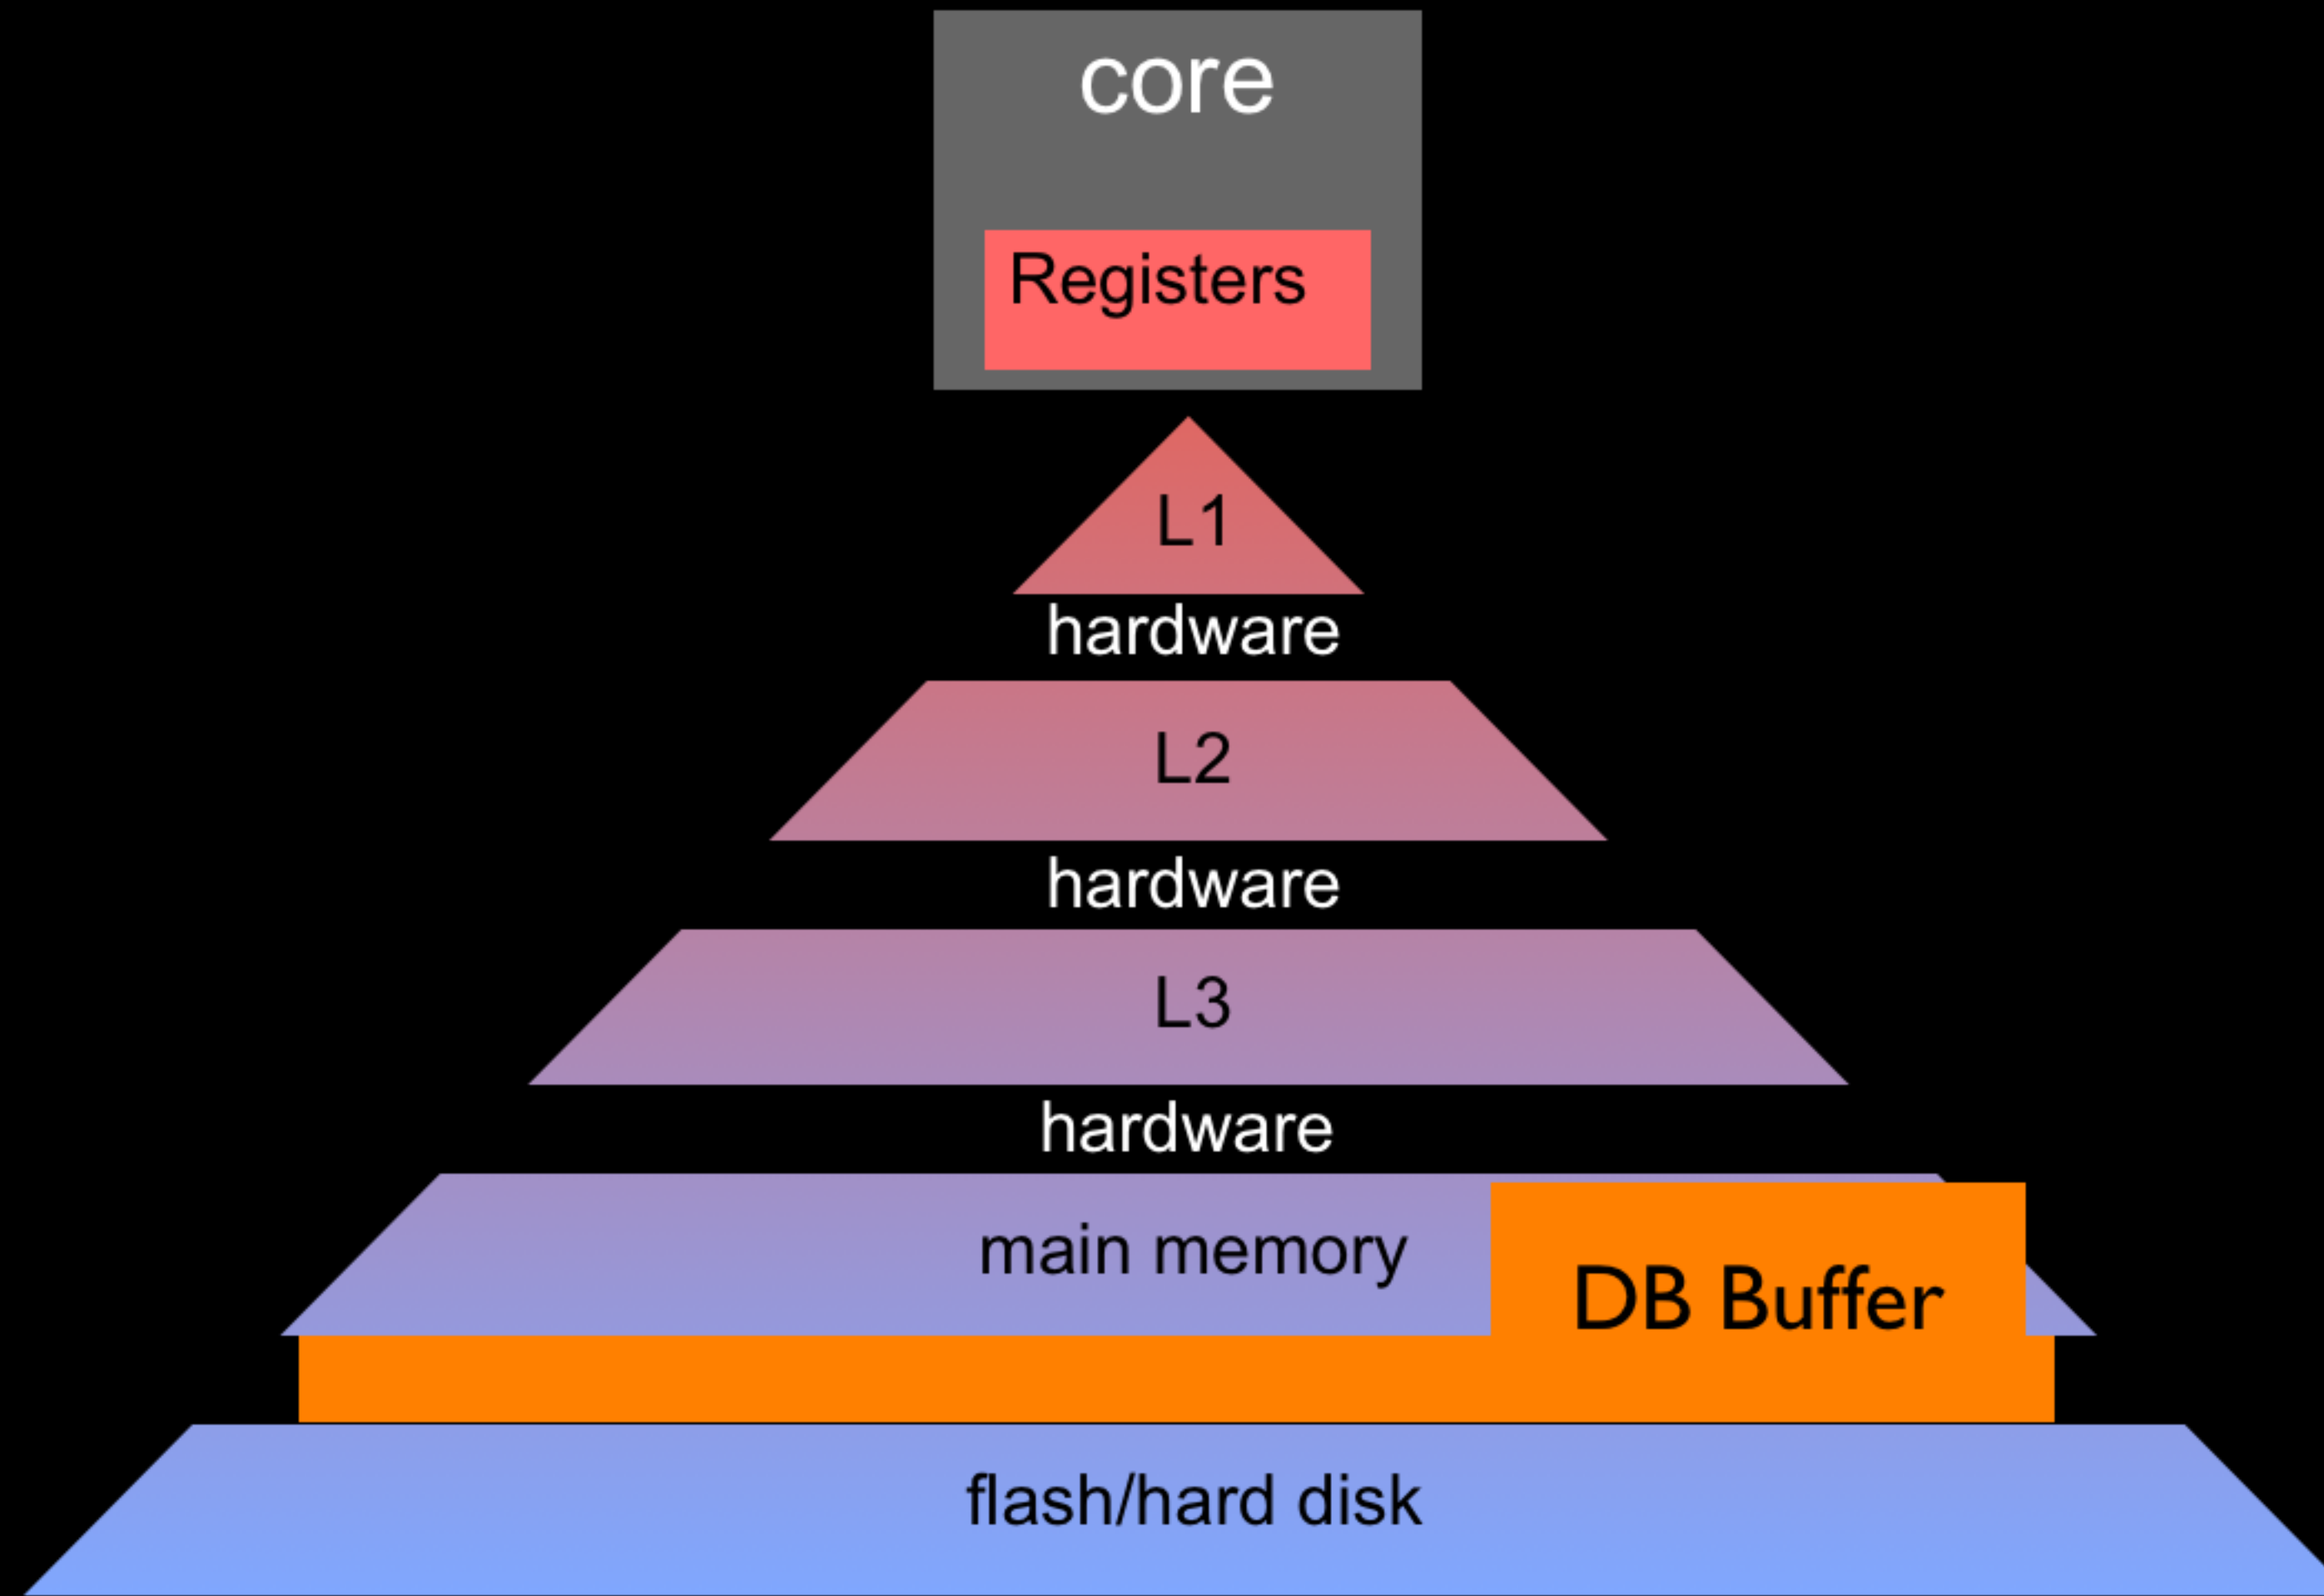 core
Registers
L1
hardware
L2
hardware
L3
hardware
main memory
DB Buffer
flash/hard disk